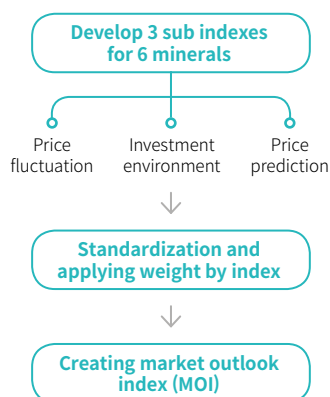 Develop 3 sub indexes
for 6 minerals
Price
fluctuation
Investment
environment
Price
prediction
Standardization and
applying weight by index
Creating market outlook
index (MOI)